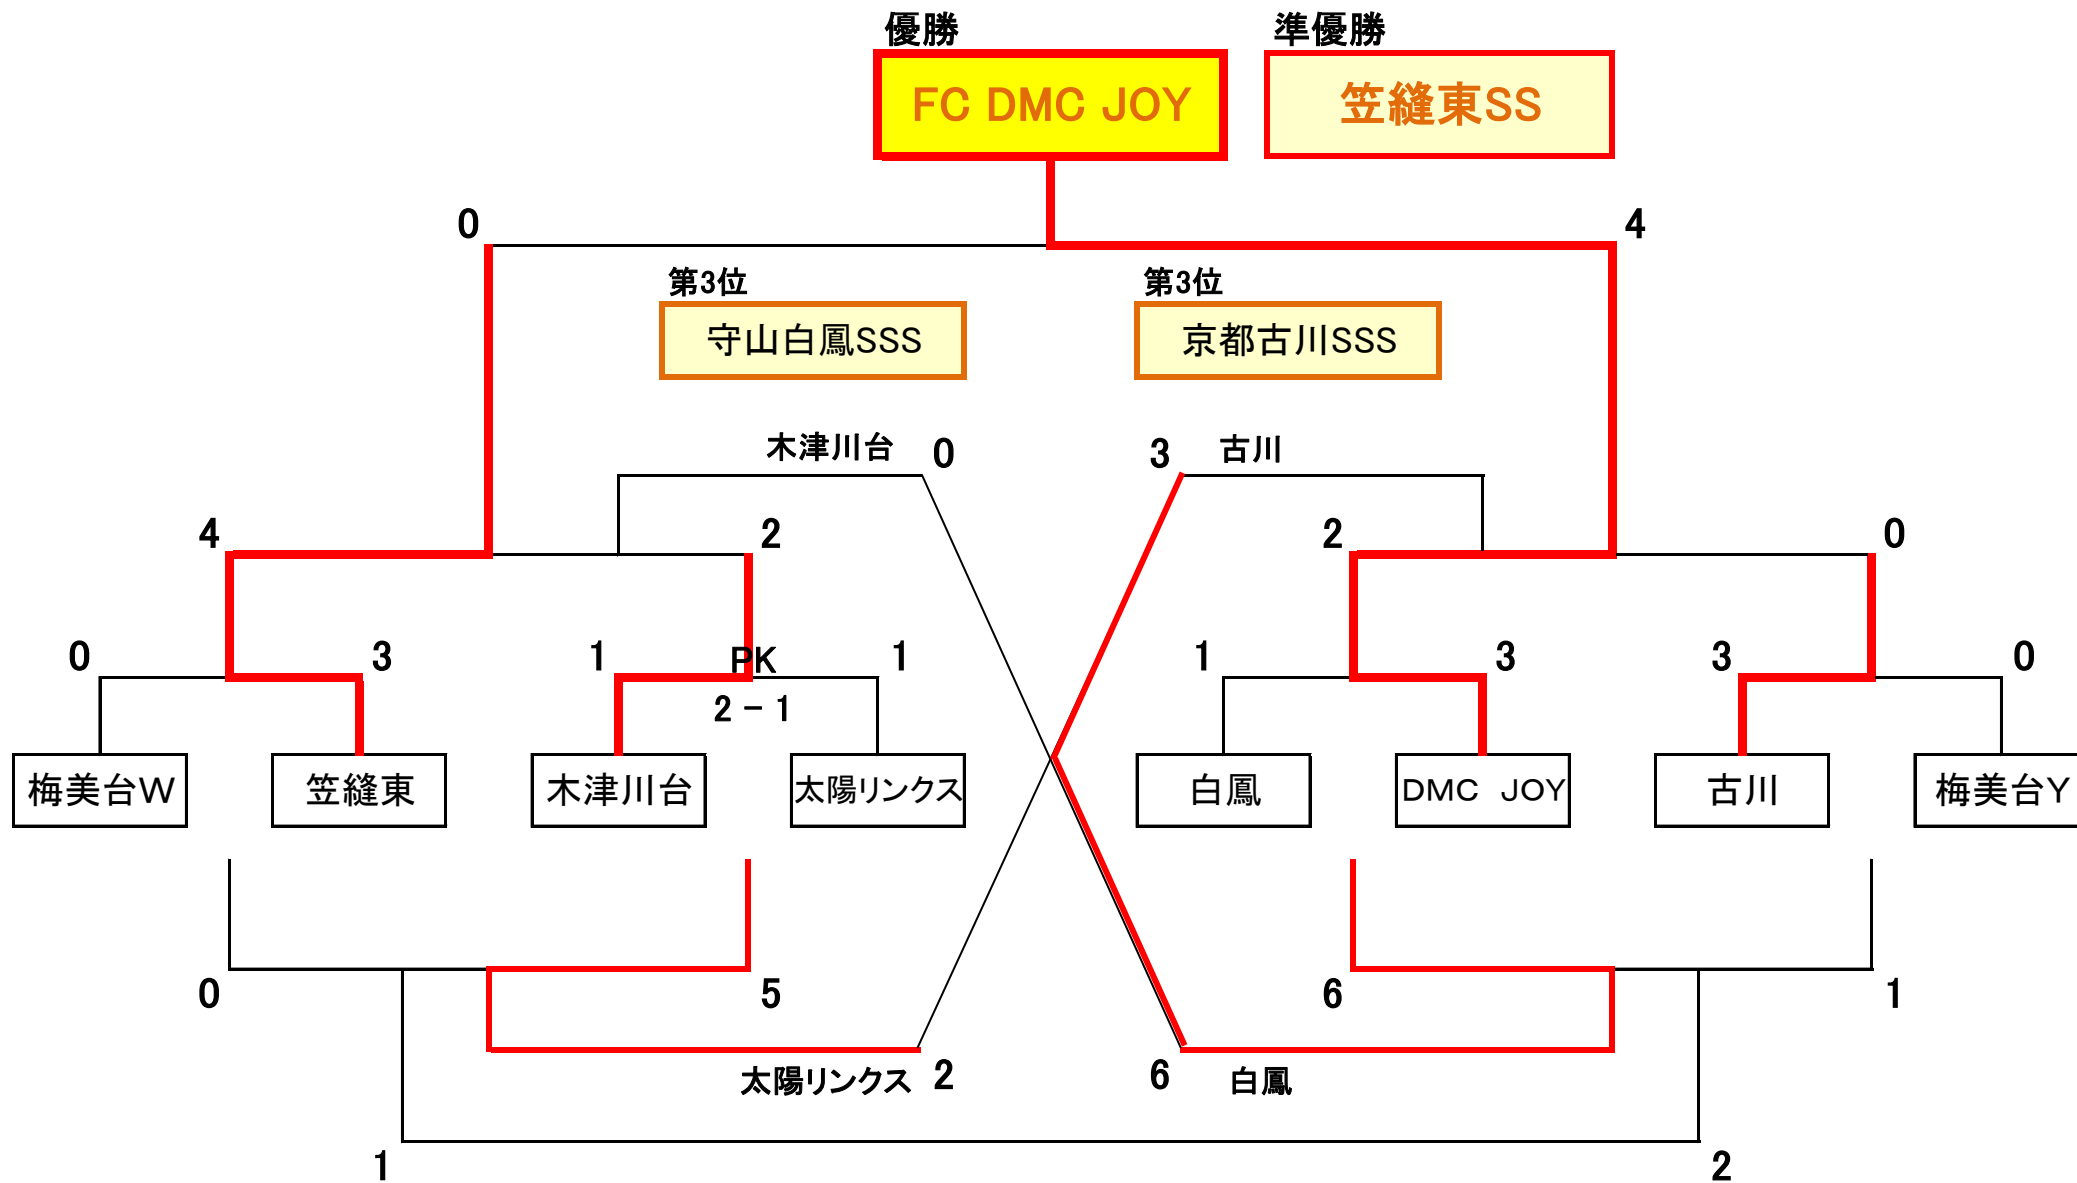 優勝 準優勝
FC DMC JOY 笠縫東SS
0 4
第3位 第3位
守山白鳳SSS 京都古川SSS
木津川台 0 3 古川
4 2 2 0
0 3 1 PK 1 1 3 3 0
2 - 1
梅美台W 笠縫東 木津川台 太陽リンクス 白鳳 DMC JOY 古川 梅美台Y
0 5 6 1
太陽リンクス 2 6 白鳳
1 2